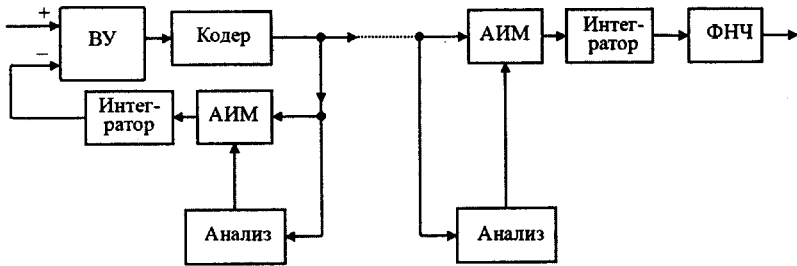 +
−
ВУ
Кодер
АИМ
Интег-
ратор
ФНЧ
Интег-
ратор
АИМ
Анализ
Анализ